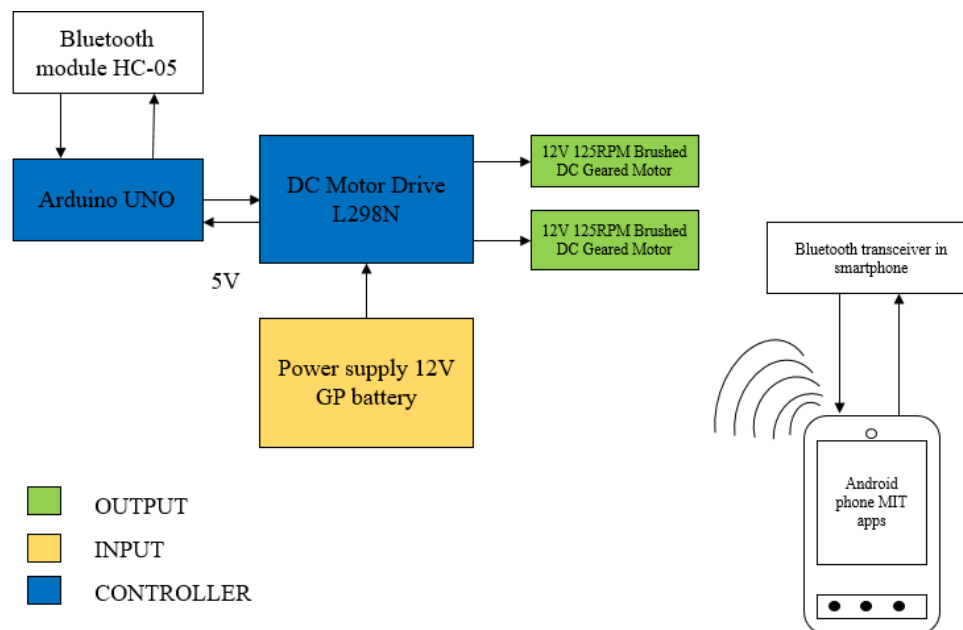 Bluetooth
module HC-05
Arduino UNO
DC Motor Drive
L298N
12V 125RPM Brushed
DC Geared Motor
12V 125RPM Brushed
DC Geared Motor
5V
Power supply 12V
GP battery
Bluetooth transceiver in
smartphone
Android
phone MIT
apps
OUTPUT
INPUT
CONTROLLER